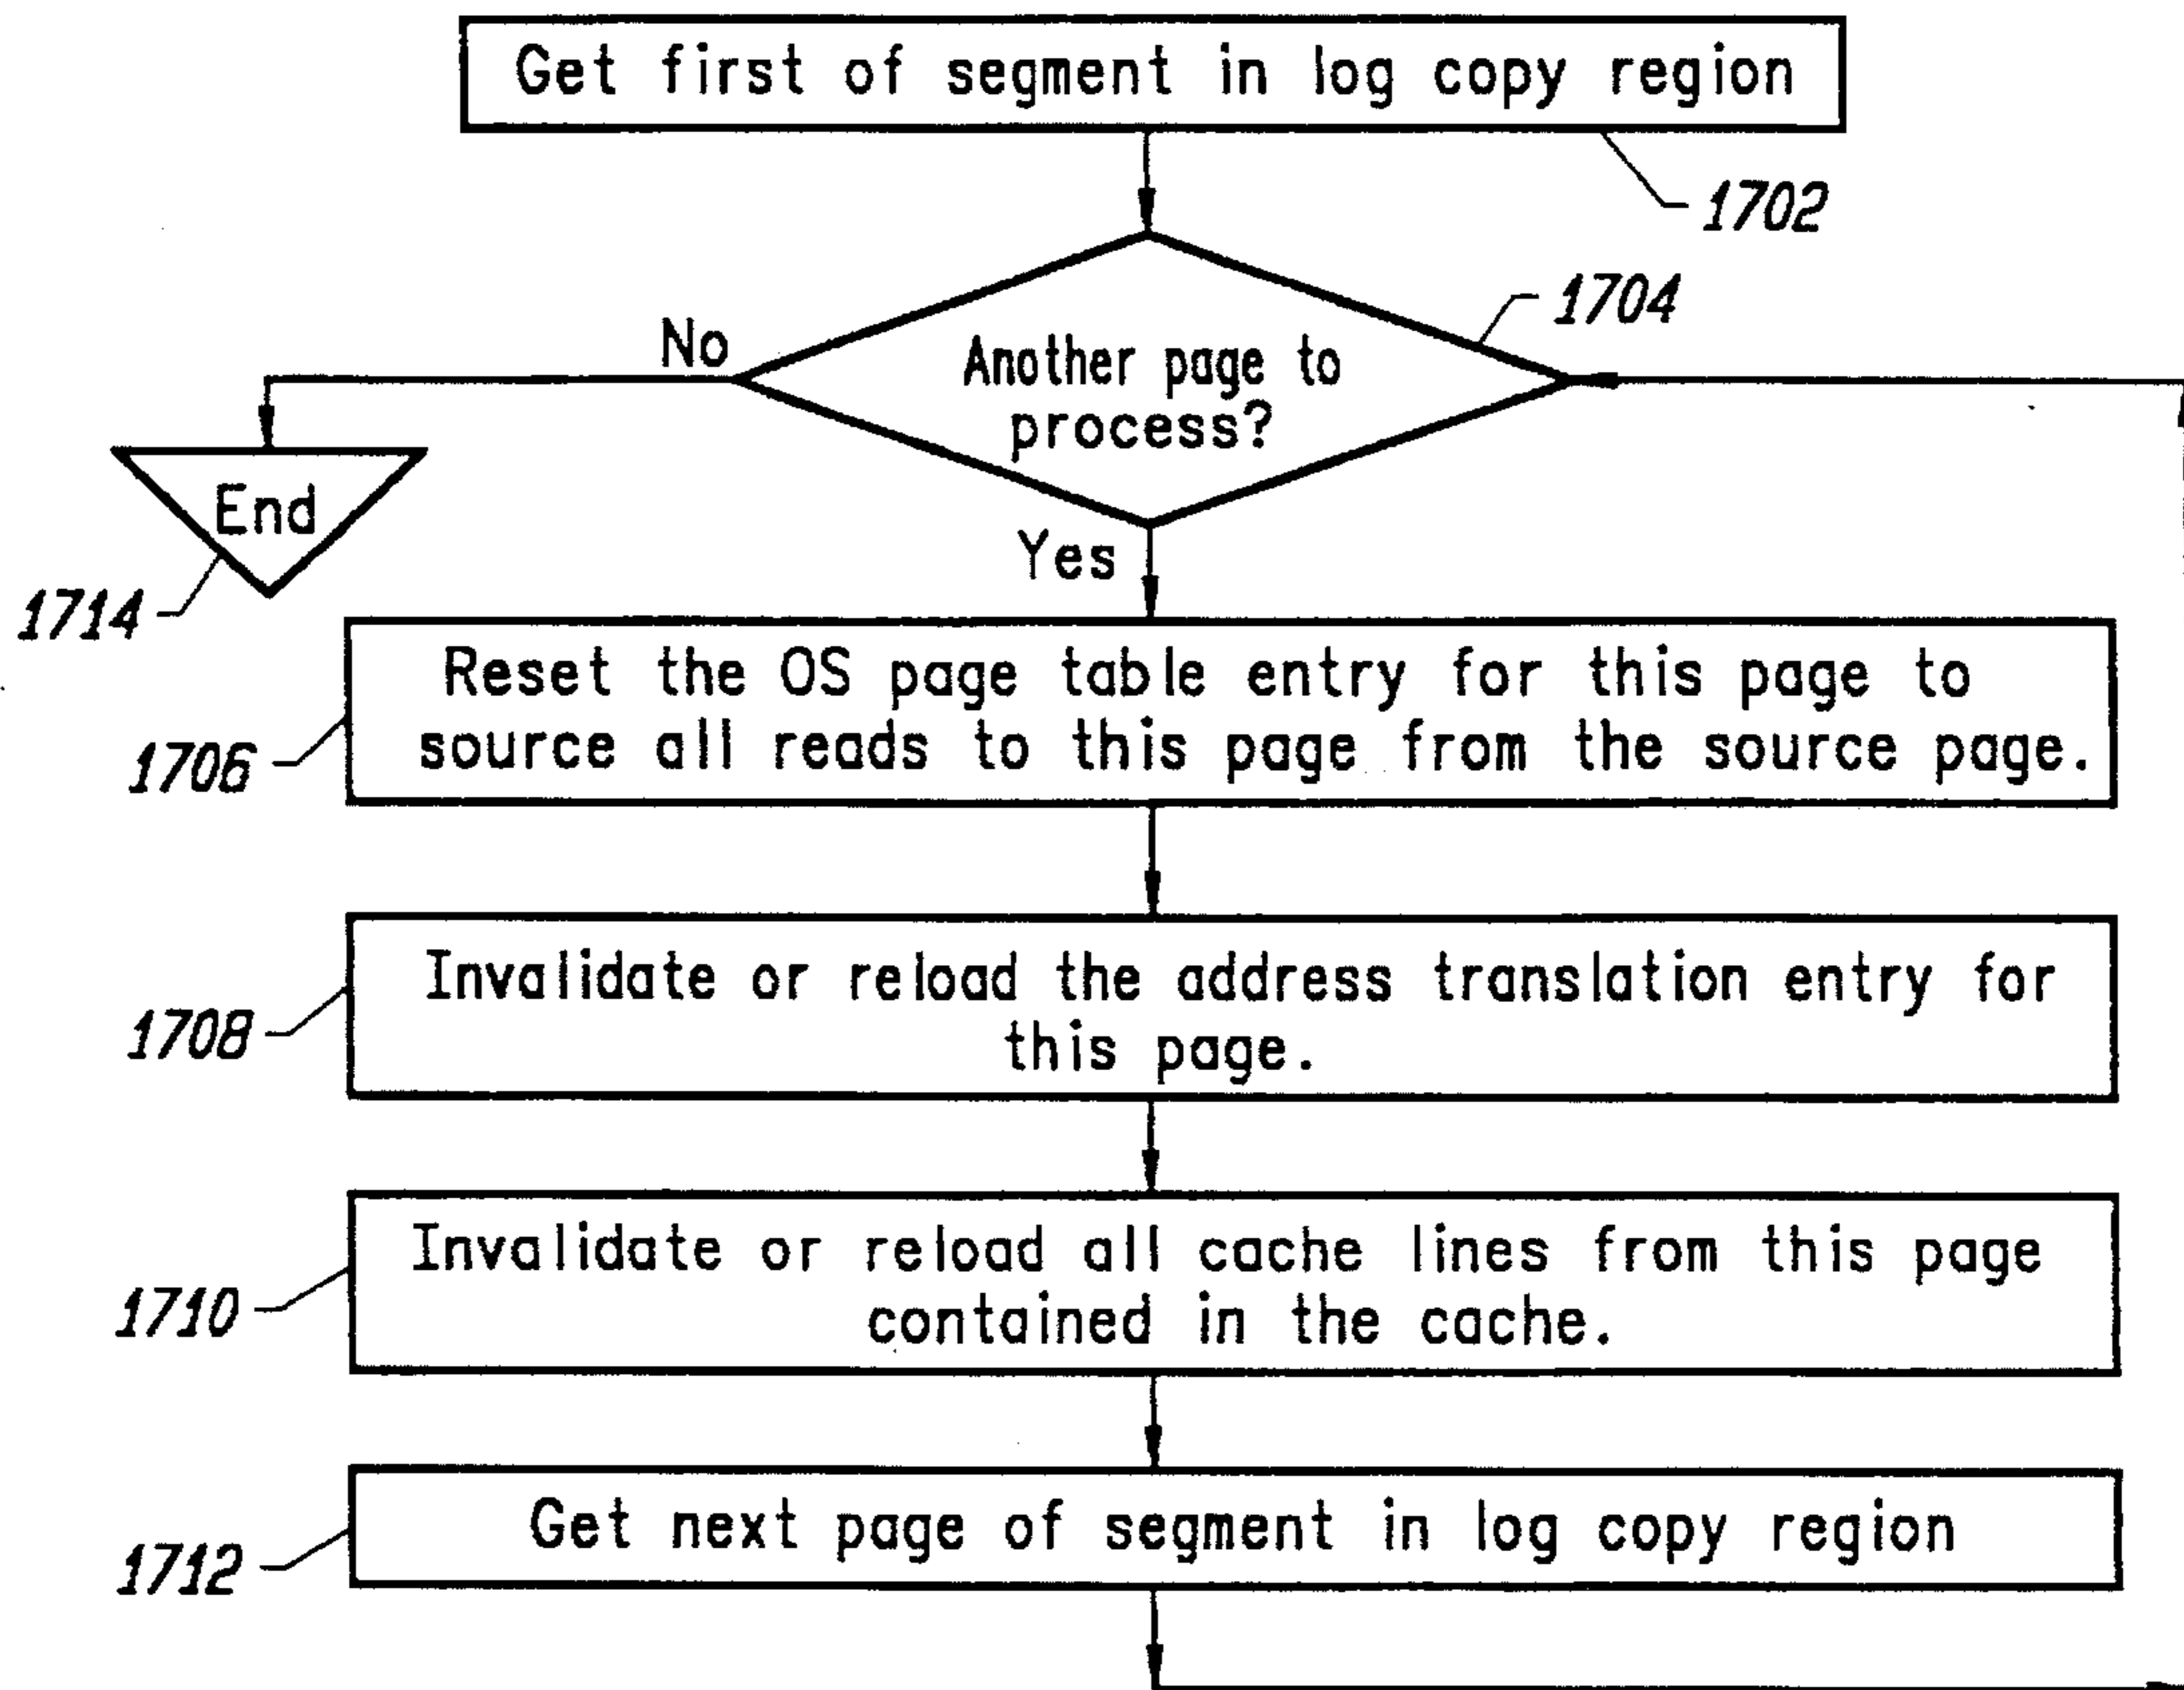 Get first of segment in log copy region
1702
1704
No
Another page to
process?
End
Yes
1714
Reset the OS page table entry for this page to
source all reads to this page from the source page.
1706
Invalidate or reload the address translation entry for
this page.
1708
Invalidate or reload all cache lines from this page
contained in the cache.
1710
Get next page of segment in log copy region
1712